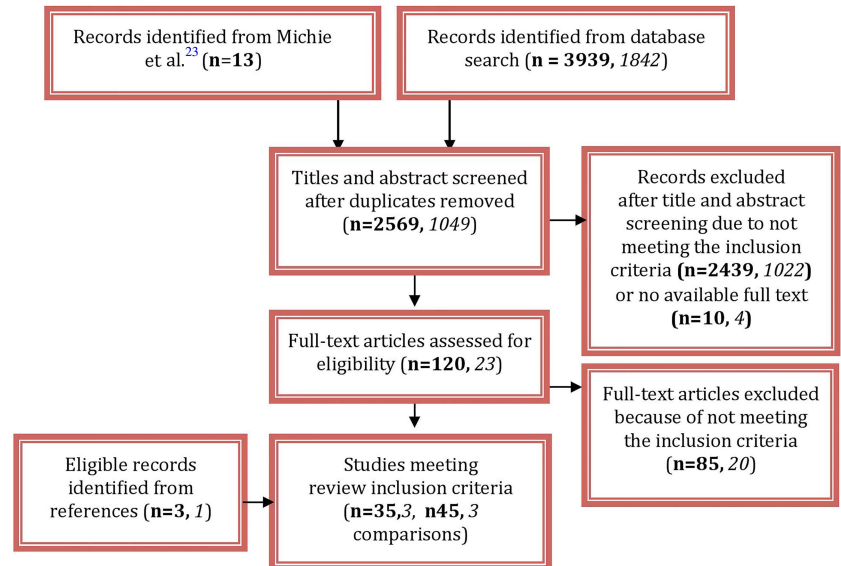 Records identified from Michie
et al.23 (n=13)
Records identified from database
search (n = 3939, 1842)
Titles and abstract screened
after duplicates removed
(n=2569, 1049)
Records excluded
after title and abstract
screening due to not
meeting the inclusion
criteria (n=2439, 1022)
or no available full text
(n=10, 4)
Full-text articles assessed for
eligibility (n=120, 23)
Full-text articles excluded
because of not meeting
the inclusion criteria
(n=85, 20)
Eligible records
identified from
references (n=3, 1)
Studies meeting
review inclusion criteria
(n=35,3, n45, 3
comparisons)